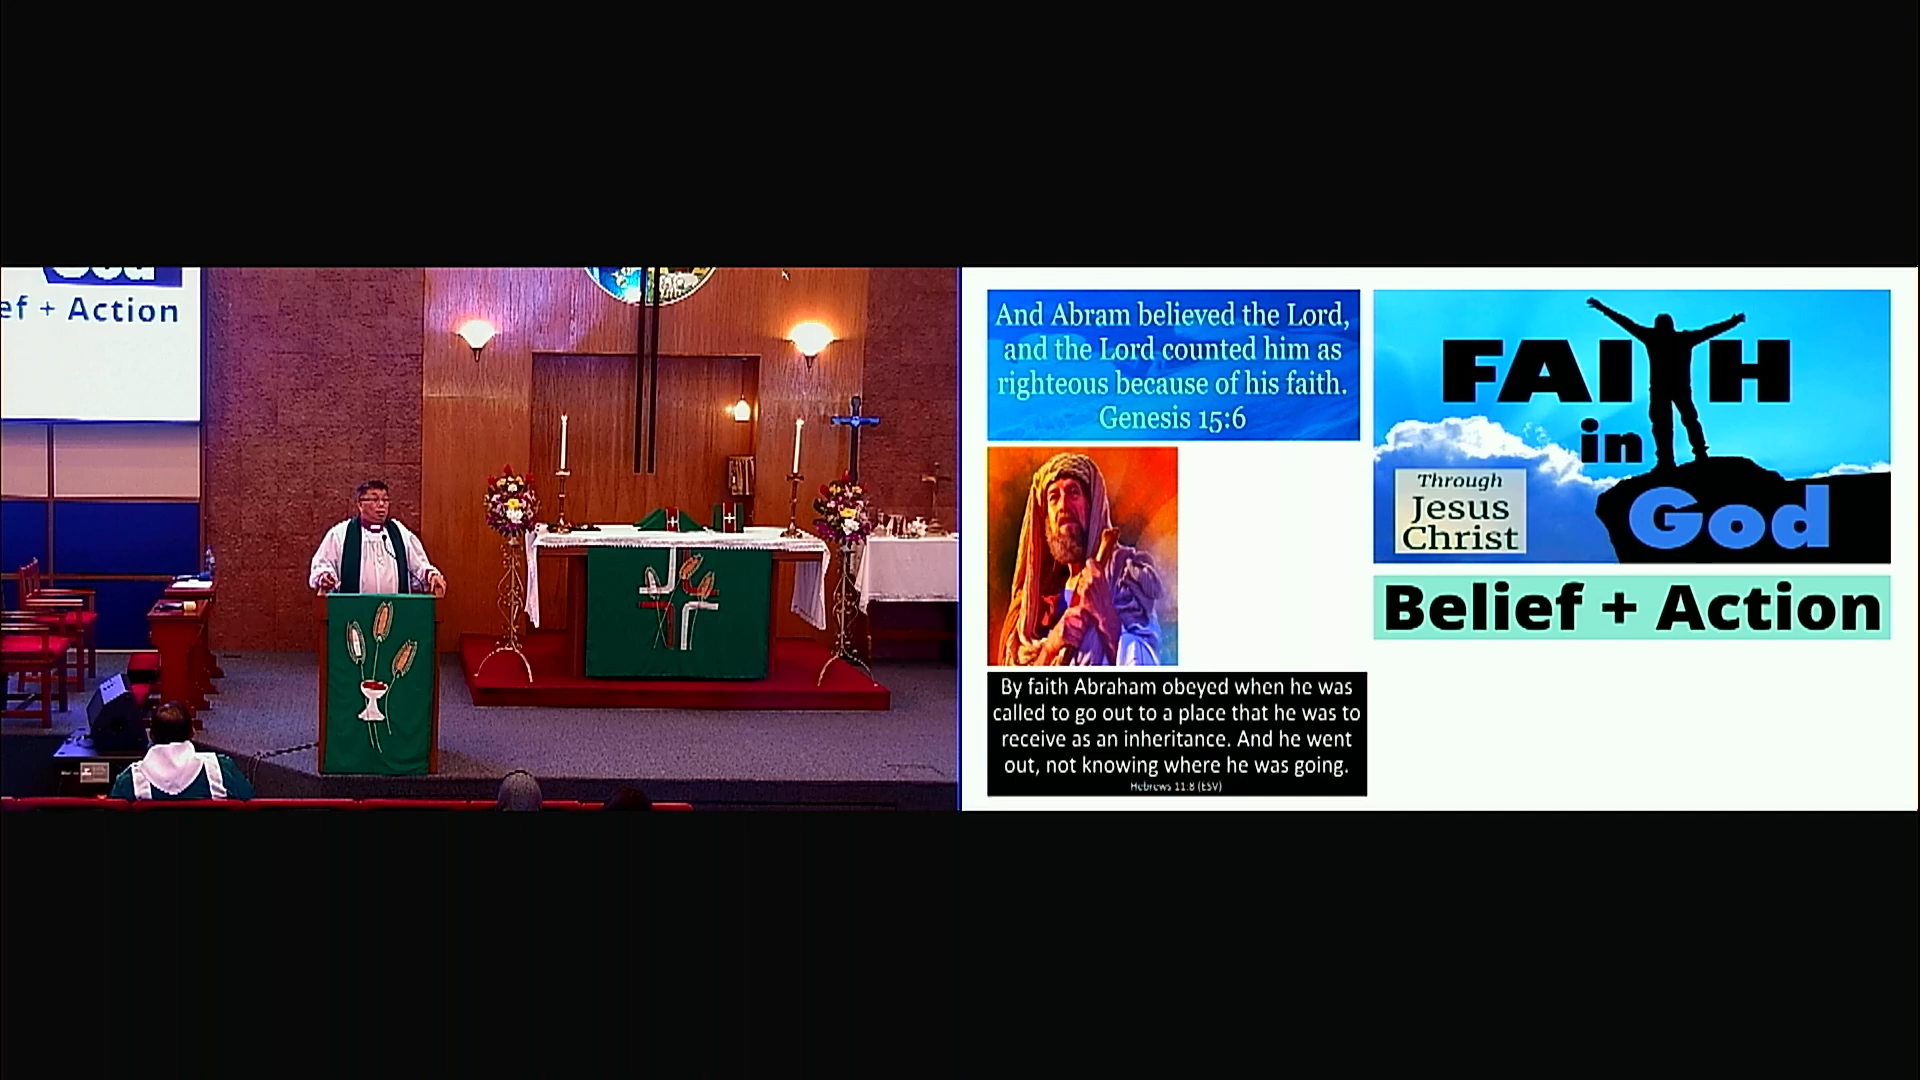 God
ef + Action
And Abram believed the Lord,
and the Lord counted him as
righteous because of his faith.
Genesis 15:6
By faith Abraham obeyed when he was
called to go out to a place that he was to
receive as an inheritance. And he went
out, not knowing where he was going.
Hebrews 11:8 (ESV)
FAITH
in
God
Through
Jesus
Christ
Belief + Action